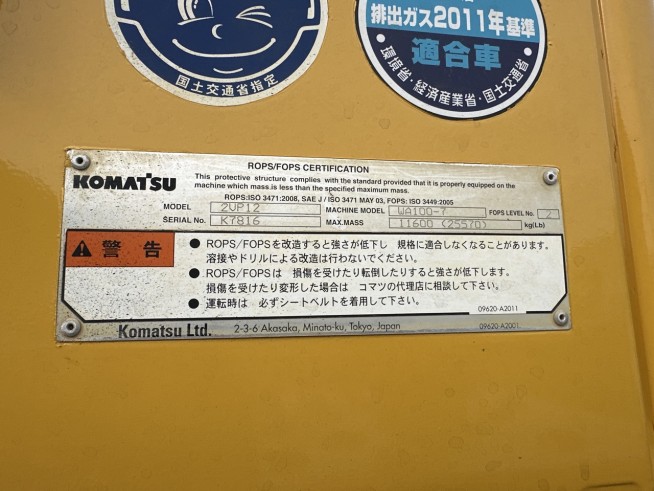 国土交通省指定
排出ガス2011年基準
適合車
・環境省・経済産業省・国土交通省・
ROPS/FOPS CERTIFICATION
KOMATSU
This protective structure complies with the standard provided that it is properly equipped on the
machine which mass is less than the specified maximum mass.
ROPS:ISO 3471:2008, SAE J / ISO 3471 MAY 03, FOPS: ISO 3449:2005
MODEL 2VP12 MACHINE MODEL WA100-7 FOPS LEVEL No. 2
SERIAL No. K7816 MAX.MASS 11600 (25570) kg(Lb)
警告
● ROPS/FOPSを改造すると強さが低下し 規格に適合しなくなることがあります。
溶接やドリルによる改造は行わないでください。
● ROPS/FOPSは 損傷を受けたり転倒したりすると強さが低下します。
損傷を受けたり変形した場合は コマツの代理店に相談して下さい。
● 運転時は 必ずシートベルトを着用して下さい。
09620-A2011
Komatsu Ltd. 2-3-6 Akasaka, Minato-ku, Tokyo, Japan 09620-A2001